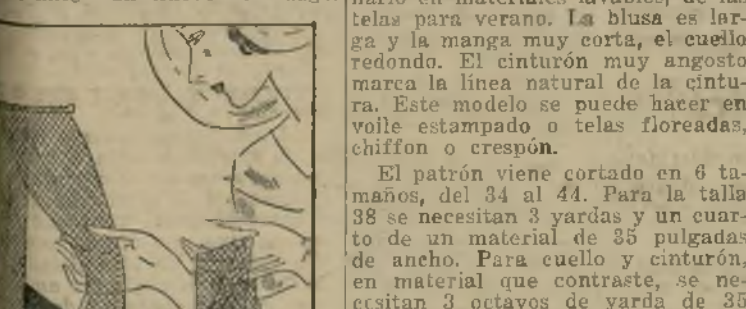 nario en materiales lavables, de las
telas para verano. La blusa es lar-
ga y la manga muy corta, el cuello
redondo. El cinturón muy angosto
marca la línea natural de la cintu-
ra. Este modelo se puede hacer en
voile estampado o telas floreadas,
chiffon o crespón.
El patrón viene cortado en 6 ta-
maños, del 34 al 44. Para la talla
38 se necesitan 3 yardas y un cuar-
to de un material de 35 pulgadas
de ancho. Para cuello y cinturón,
en material que contraste, se ne-
cesitan 3 octavos de yarda de 35